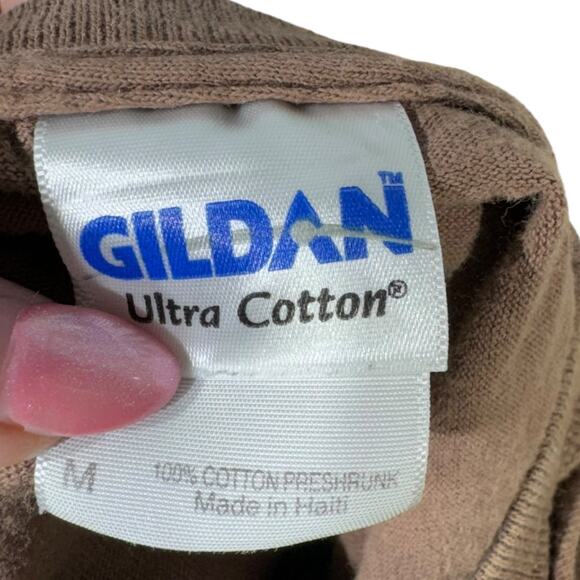 GILDAN™
Ultra Cotton®
M
100% COTTON PRESHRUNK
Made in Haiti